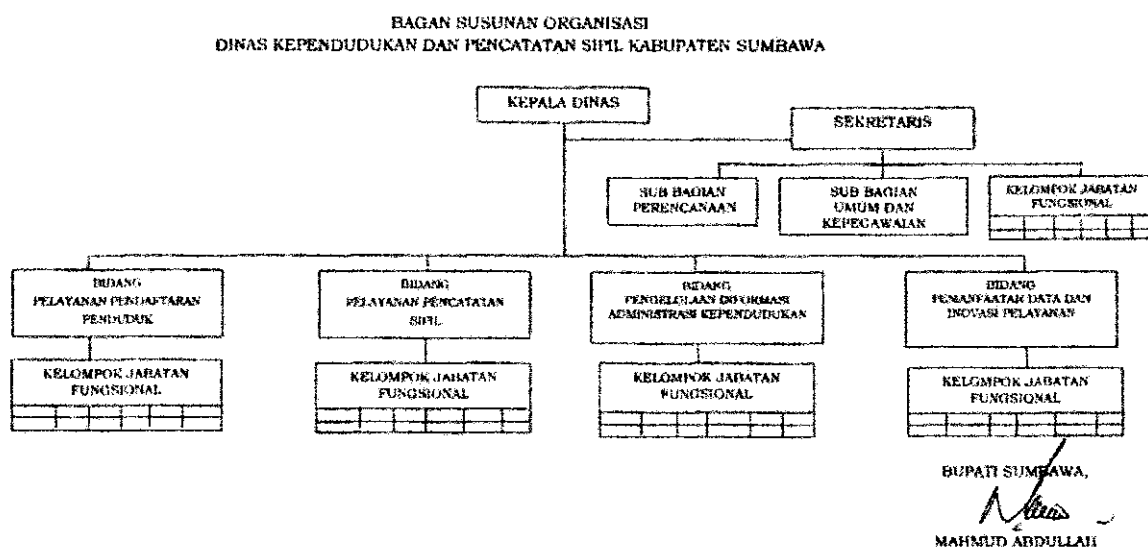 BAGAN SUSUNAN ORGANISASI
DINAS KEPENDUDUKAN DAN PENCATATAN SIPIL KABUPATEN SUMBAWA
KEPALA DINAS
SEKRETARIS
SUB BAGIAN
PERENCANAAN
SUB BAGIAN
UMUM DAN
KEPEGAWAIAN
KELOMPOK JABATAN
FUNGSIONAL
BIDANG
PELAYANAN PENDAFTARAN
PENDUDUK
BIDANG
PELAYANAN PENCATATAN
SIPIL
BIDANG
PENGELOLAAN INFORMASI
ADMINISTRASI KEPENDUDUKAN
BIDANG
PEMANFAATAN DATA DAN
INOVASI PELAYANAN
KELOMPOK JABATAN
FUNGSIONAL
KELOMPOK JABATAN
FUNGSIONAL
KELOMPOK JABATAN
FUNGSIONAL
KELOMPOK JABATAN
FUNGSIONAL
BUPATI SUMBAWA,
MAHMUD ABDULLAH